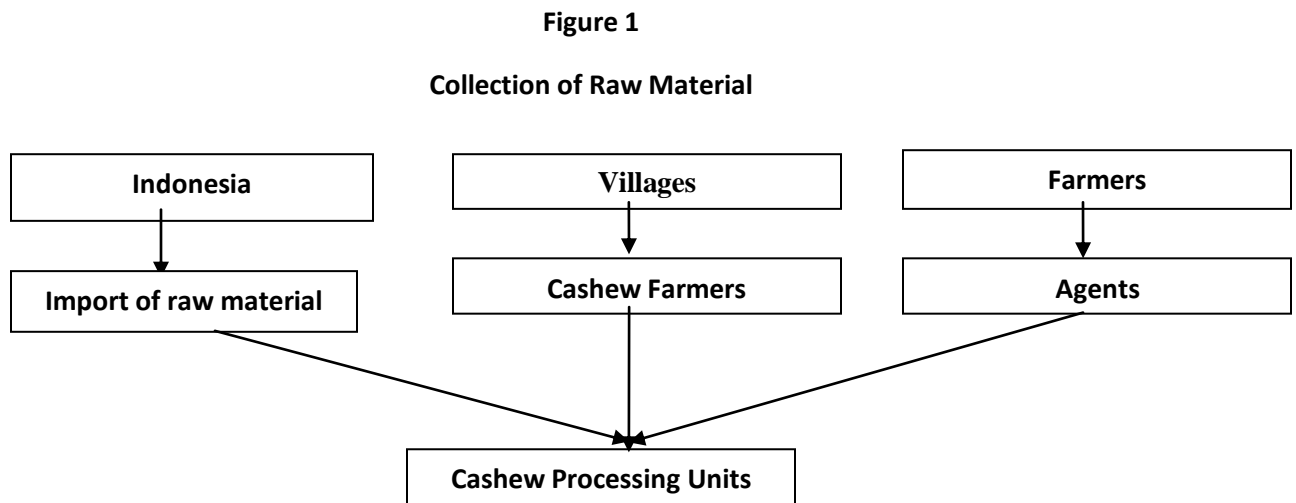 Figure 1
Collection of Raw Material
Indonesia
Villages
Farmers
Import of raw material
Cashew Farmers
Agents
Cashew Processing Units